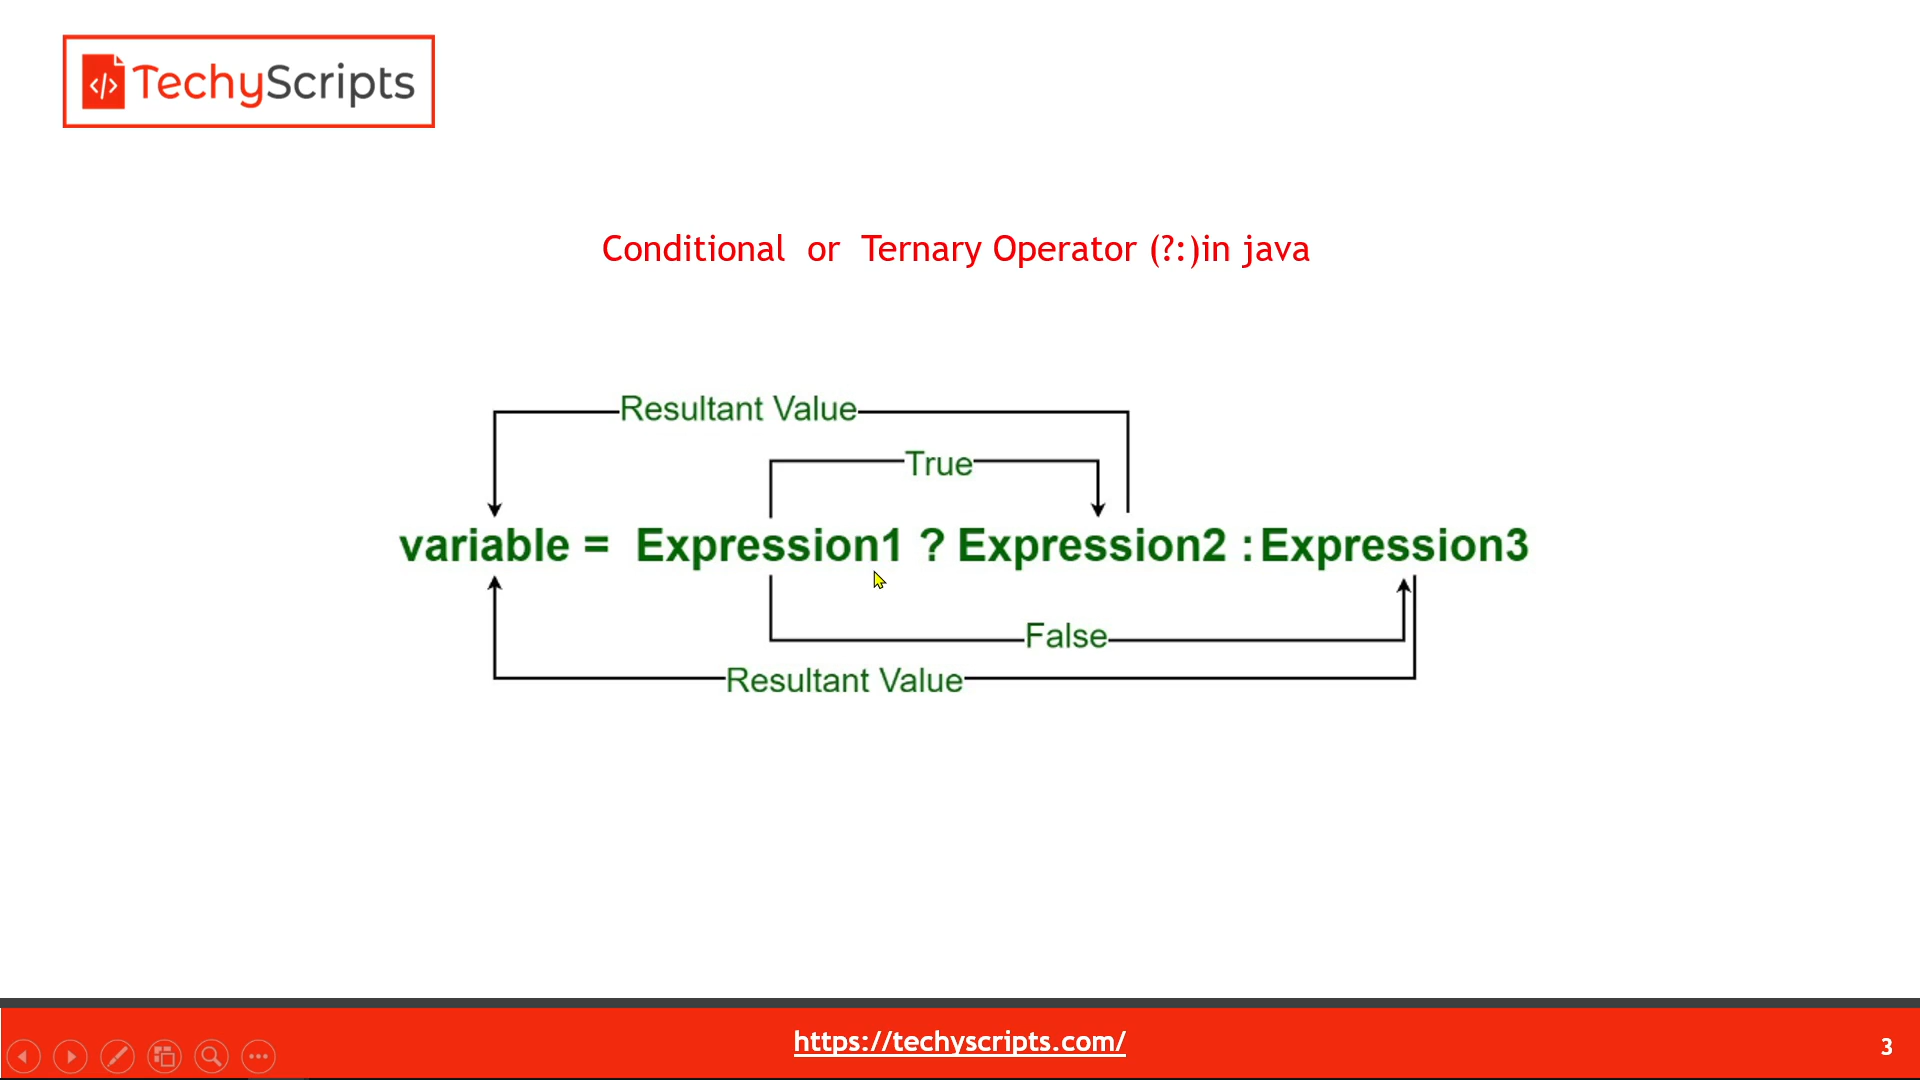 </> TechyScripts
Conditional or Ternary Operator (?:)in java
Resultant Value
True
variable = Expression1 ? Expression2 : Expression3
False
Resultant Value
https://techyscripts.com/
3